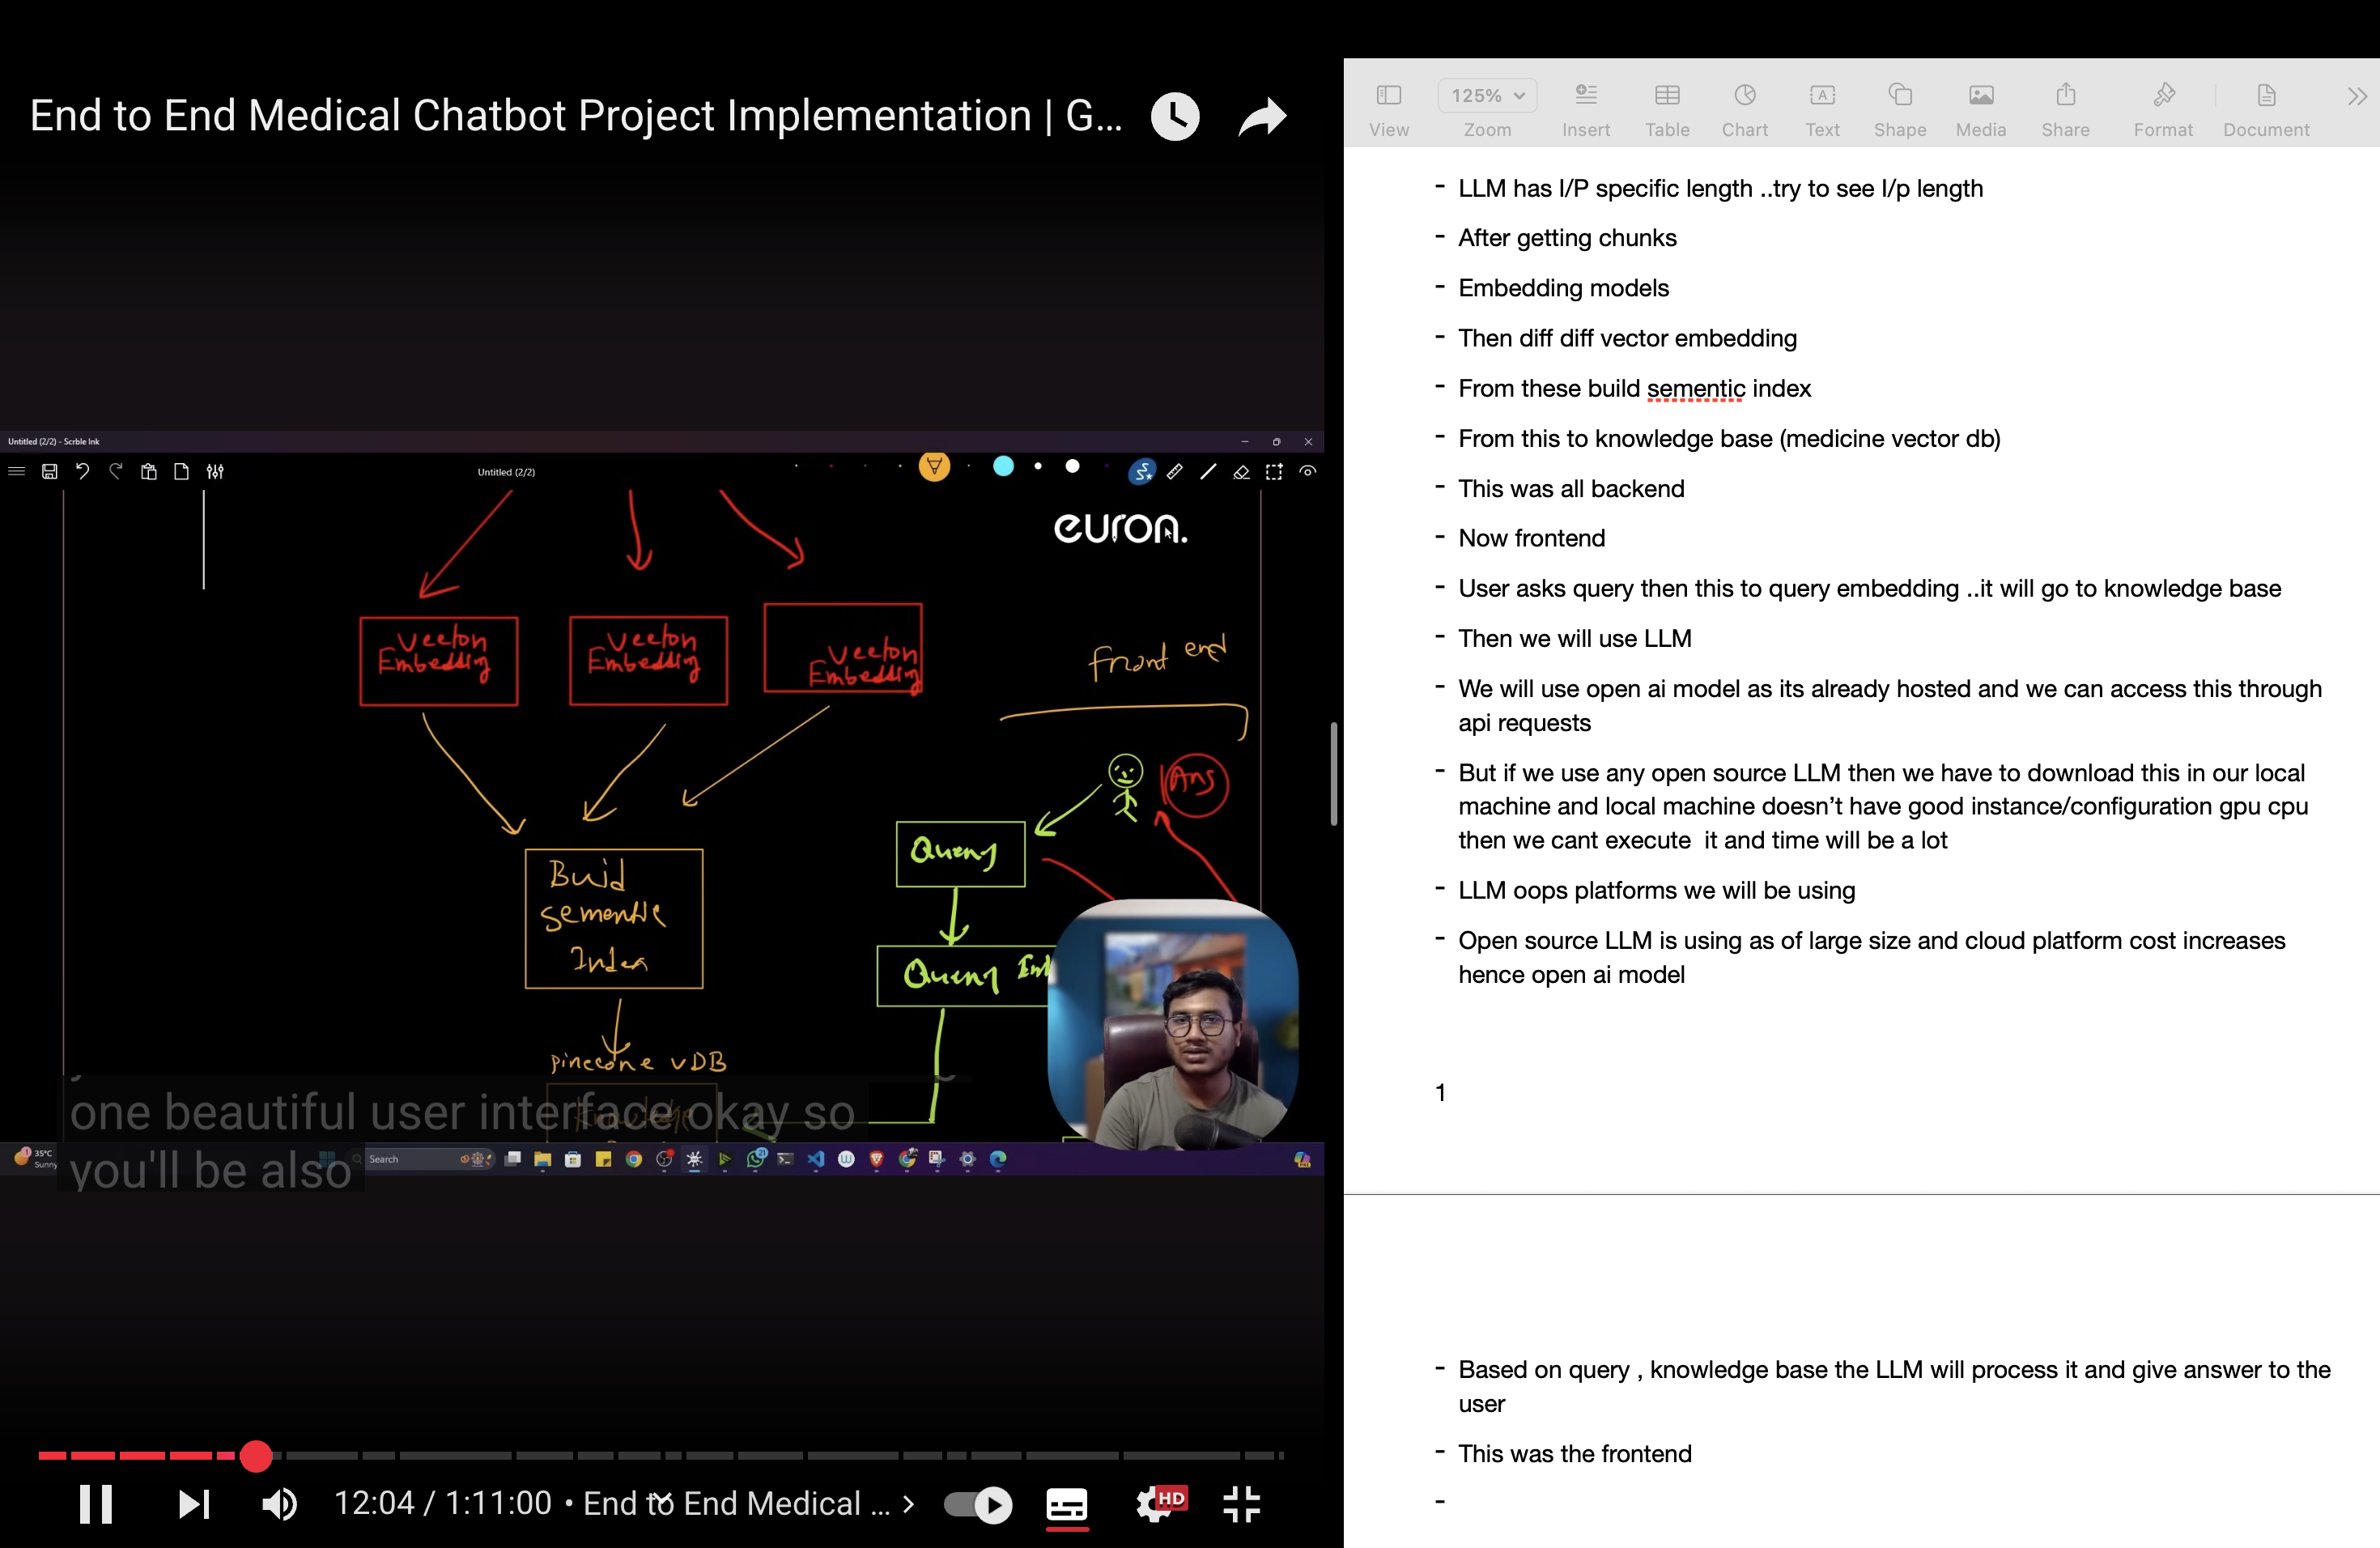 End to End Medical Chatbot Project Implementation | G...
Untitled (2/2) - Scrble Ink
Untitled (2/2)
euron.
Vector
Embedding
Vector
Embedding
Vector
Embedding
front end
Ans
Query
Query Em
Buid
Sementic
Index
pinecone VDB
one beautiful user interface okay so
you'll be also
1
35°C
Sunny
Search
21
12:04 / 1:11:00 • End to End Medical ...
HD
125%
View Zoom Insert Table Chart Text Shape Media Share Format Document
- LLM has I/P specific length ..try to see I/p length
- After getting chunks
- Embedding models
- Then diff diff vector embedding
- From these build sementic index
- From this to knowledge base (medicine vector db)
- This was all backend
- Now frontend
- User asks query then this to query embedding ..it will go to knowledge base
- Then we will use LLM
- We will use open ai model as its already hosted and we can access this through
api requests
- But if we use any open source LLM then we have to download this in our local
machine and local machine doesn’t have good instance/configuration gpu cpu
then we cant execute  it and time will be a lot
- LLM oops platforms we will be using
- Open source LLM is using as of large size and cloud platform cost increases
hence open ai model
1
- Based on query , knowledge base the LLM will process it and give answer to the
user
- This was the frontend
-